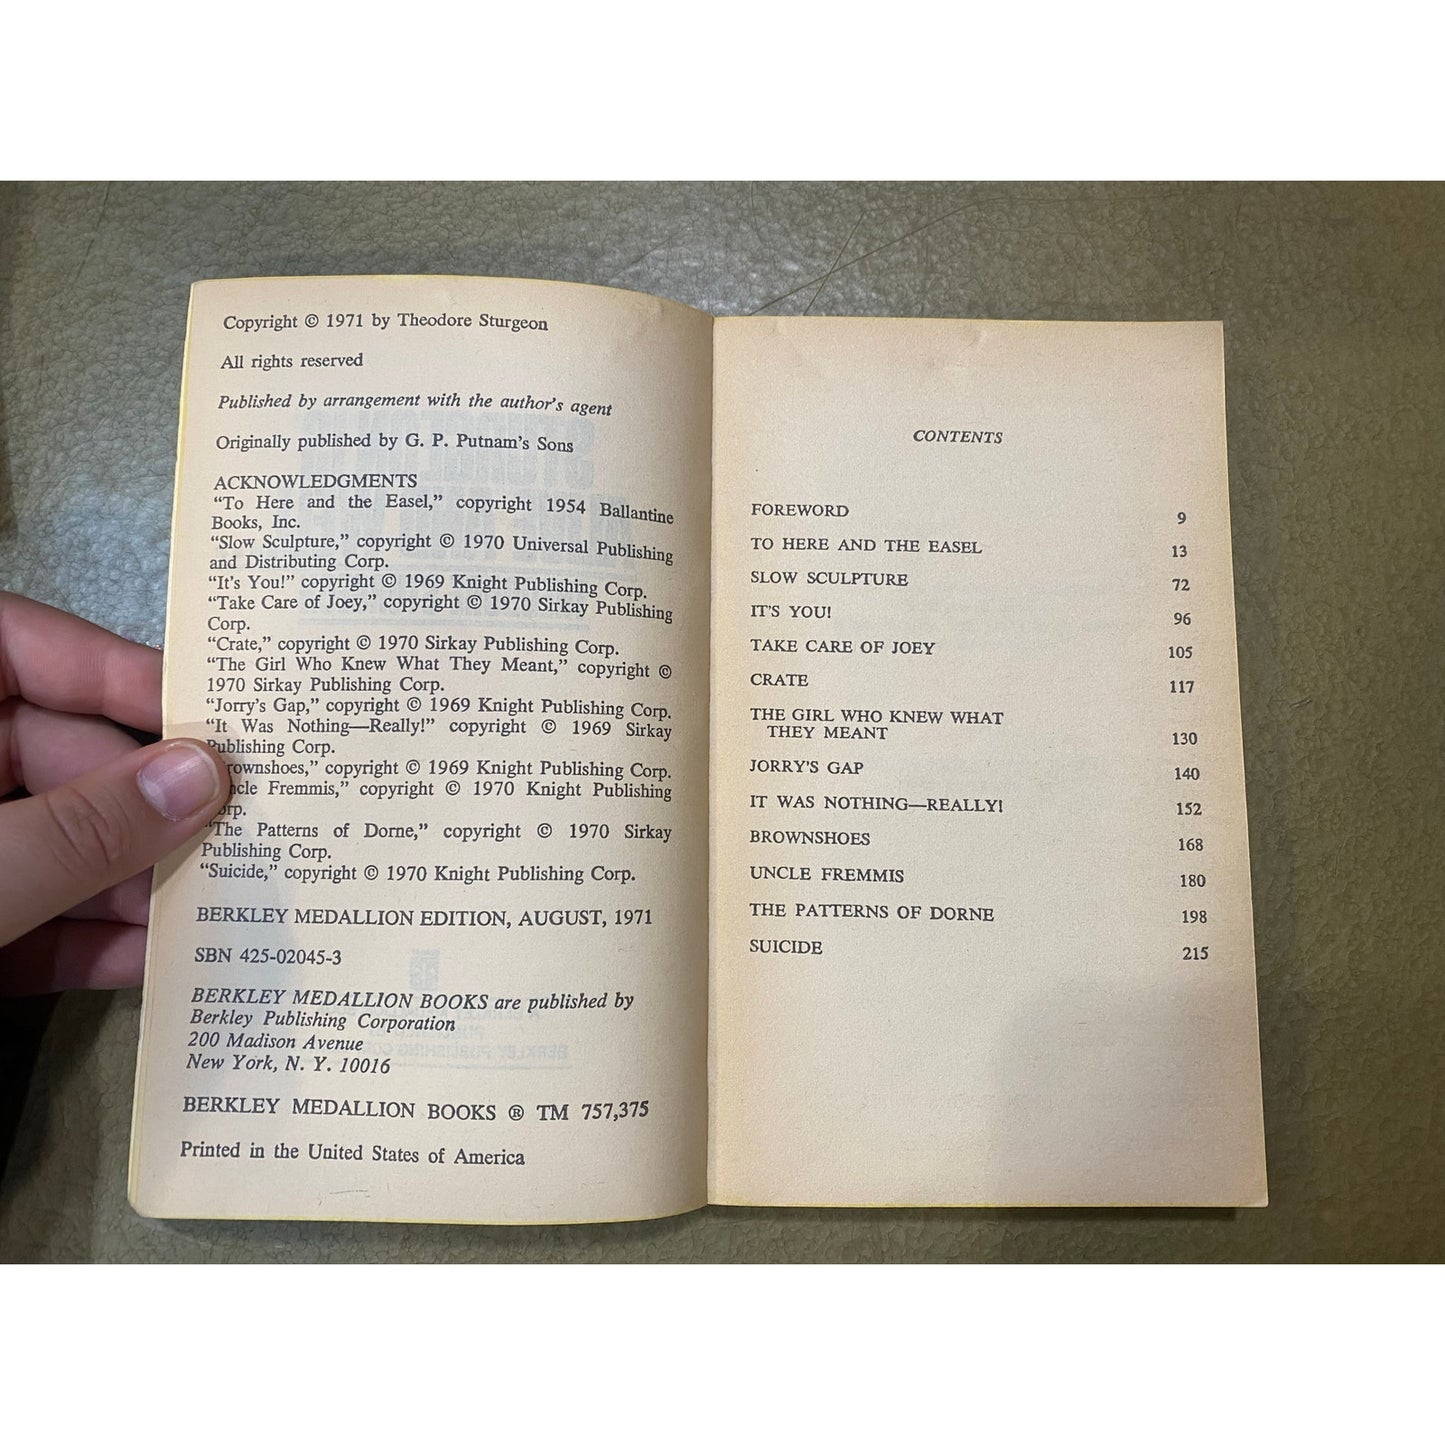 Copyright © 1971 by Theodore Sturgeon
All rights reserved
Published by arrangement with the author's agent
Originally published by G. P. Putnam's Sons
ACKNOWLEDGMENTS
“To Here and the Easel,” copyright 1954 Ballantine
Books, Inc.
“Slow Sculpture,” copyright © 1970 Universal Publishing
and Distributing Corp.
“It's You!” copyright © 1969 Knight Publishing Corp.
“Take Care of Joey,” copyright © 1970 Sirkay Publishing
Corp.
“Crate,” copyright © 1970 Sirkay Publishing Corp.
“The Girl Who Knew What They Meant,” copyright ©
1970 Sirkay Publishing Corp.
“Jorry's Gap,” copyright © 1969 Knight Publishing Corp.
“It Was Nothing—Really!” copyright © 1969 Sirkay
Publishing Corp.
rownshoes,” copyright © 1969 Knight Publishing Corp.
ncle Fremmis,” copyright © 1970 Knight Publishing
orp.
“The Patterns of Dorne,” copyright © 1970 Sirkay
Publishing Corp.
“Suicide,” copyright © 1970 Knight Publishing Corp.
BERKLEY MEDALLION EDITION, AUGUST, 1971
SBN 425-02045-3
BERKLEY MEDALLION BOOKS are published by
Berkley Publishing Corporation
200 Madison Avenue
New York, N. Y. 10016
BERKLEY MEDALLION BOOKS ® TM 757,375
Printed in the United States of America
CONTENTS
FOREWORD 9
TO HERE AND THE EASEL 13
SLOW SCULPTURE 72
IT'S YOU! 96
TAKE CARE OF JOEY 105
CRATE 117
THE GIRL WHO KNEW WHAT
THEY MEANT 130
JORRY'S GAP 140
IT WAS NOTHING—REALLY! 152
BROWNSHOES 168
UNCLE FREMMIS 180
THE PATTERNS OF DORNE 198
SUICIDE 215